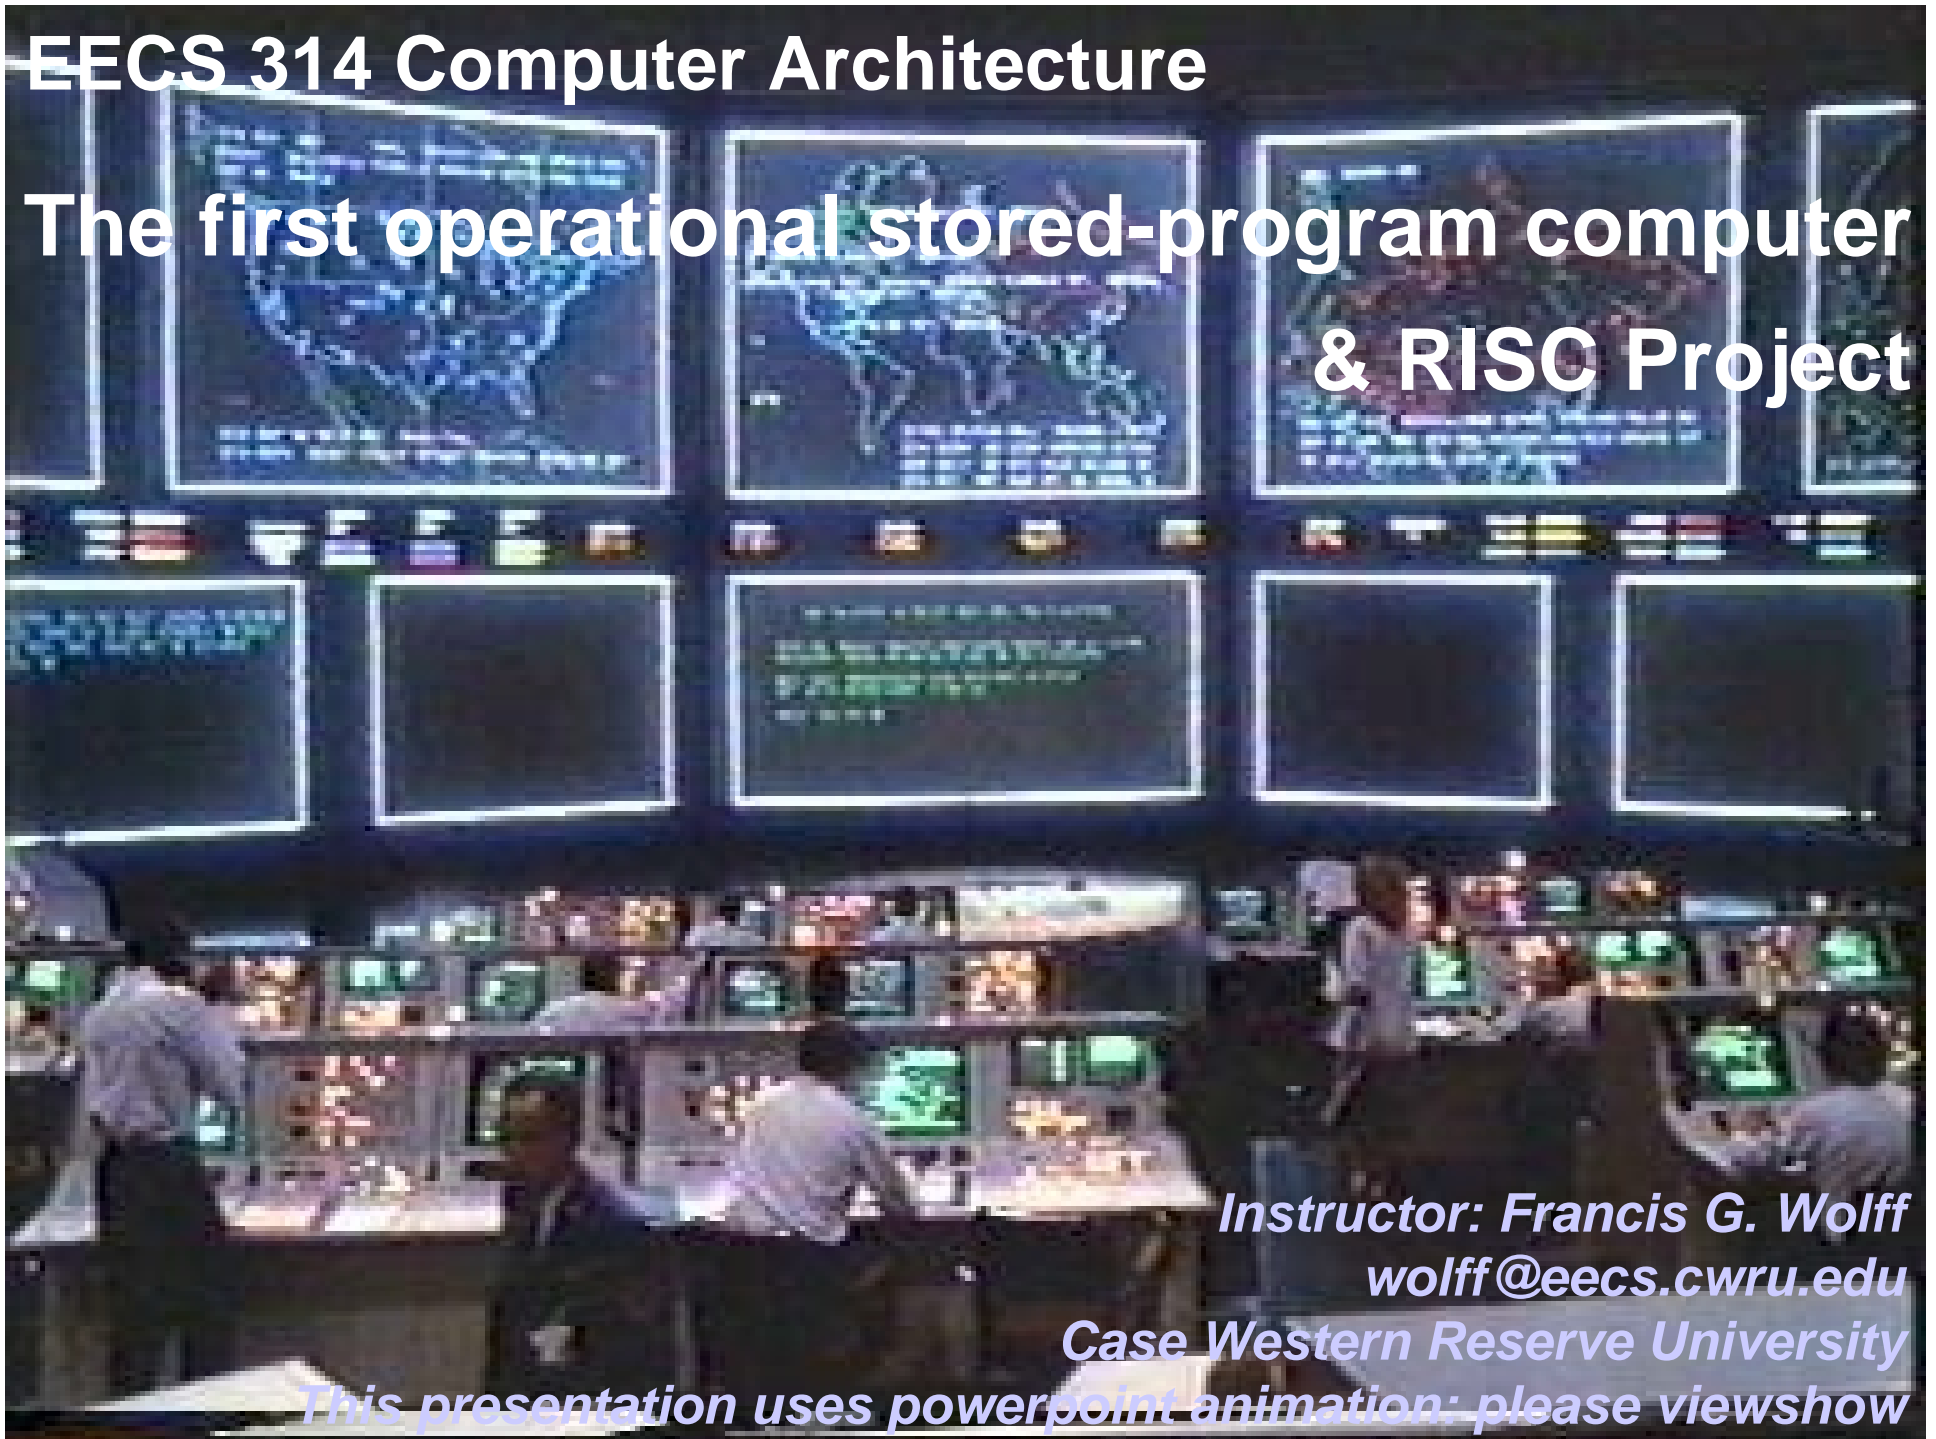 EECS 314 Computer Architecture
The first operational stored-program computer
& RISC Project
Instructor: Francis G. Wolff
wolff@eecs.cwru.edu
Case Western Reserve University
This presentation uses powerpoint animation: please viewshow